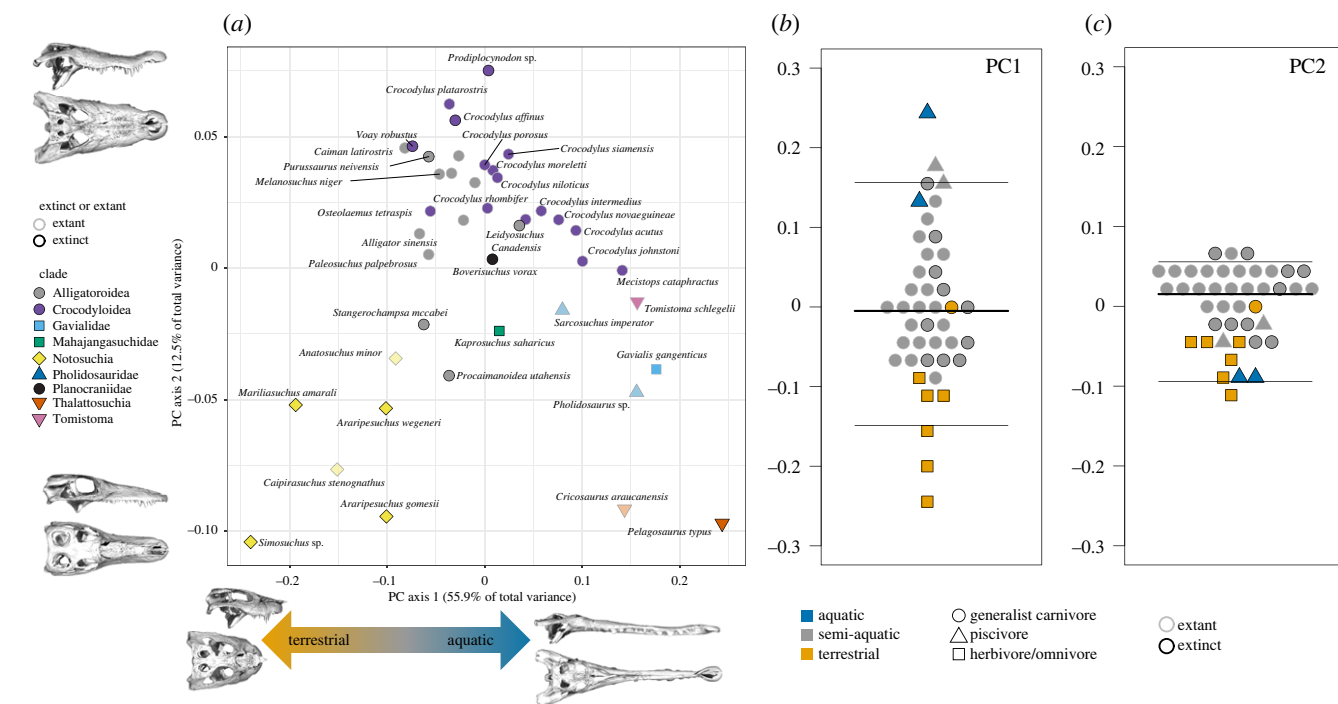 (a)
(b)
(c)
extinct or extant
extant
extinct
clade
Alligatoroidea
Crocodyloidea
Gavialidae
Mahajangasuchidae
Notosuchia
Pholidosauridae
Planocraniidae
Thalattosuchia
Tomistoma
PC axis 2 (12.5% of total variance)
0.05
0
–0.05
–0.10
Prodiplocynodon sp.
Crocodylus platarostris
Crocodylus affinus
Voay robustus
Crocodylus porosus
Caiman latirostris
Crocodylus siamensis
Purussaurus neivensis
Crocodylus moreletti
Melanosuchus niger
Crocodylus niloticus
Crocodylus rhombifer
Crocodylus intermedius
Osteolaemus tetraspis
Crocodylus novaeguineae
Leidyosuchus
Canadensis
Crocodylus acutus
Alligator sinensis
Crocodylus johnstoni
Paleosuchus palpebrosus
Boverisuchus vorax
Mecistops cataphractus
Stangerochampsa mccabei
Tomistoma schlegelii
Sarcosuchus imperator
Kaprosuchus saharicus
Anatosuchus minor
Gavialis gangenticus
Procaimanoidea utahensis
Mariliasuchus amarali
Pholidosaurus sp.
Araripesuchus wegeneri
Caipirasuchus stenognathus
Araripesuchus gomesii
Cricosaurus araucanensis
Pelagosaurus typus
Simosuchus sp.
–0.2
–0.1
0
0.1
0.2
PC axis 1 (55.9% of total variance)
terrestrial
aquatic
PC1
0.3
0.2
0.1
0
–0.1
–0.2
–0.3
PC2
0.3
0.2
0.1
0
–0.1
–0.2
–0.3
aquatic
semi-aquatic
terrestrial
generalist carnivore
piscivore
herbivore/omnivore
extant
extinct